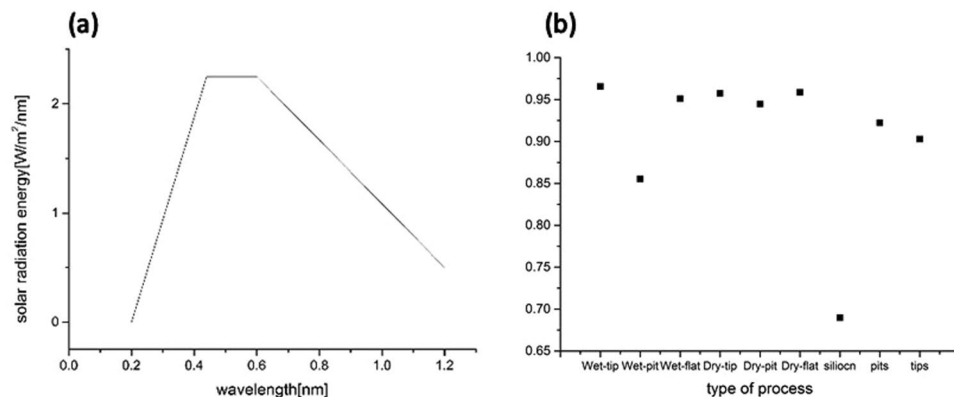 (a)
(b)
solar radiation energy[W/m²/nm]
2
1
0
0.0 0.2 0.4 0.6 0.8 1.0 1.2
wavelength[nm]
1.00
0.95
0.90
0.85
0.80
0.75
0.70
0.65
Wet-tip Wet-pit Wet-flat Dry-tip Dry-pit Dry-flat siliocn pits tips
type of process